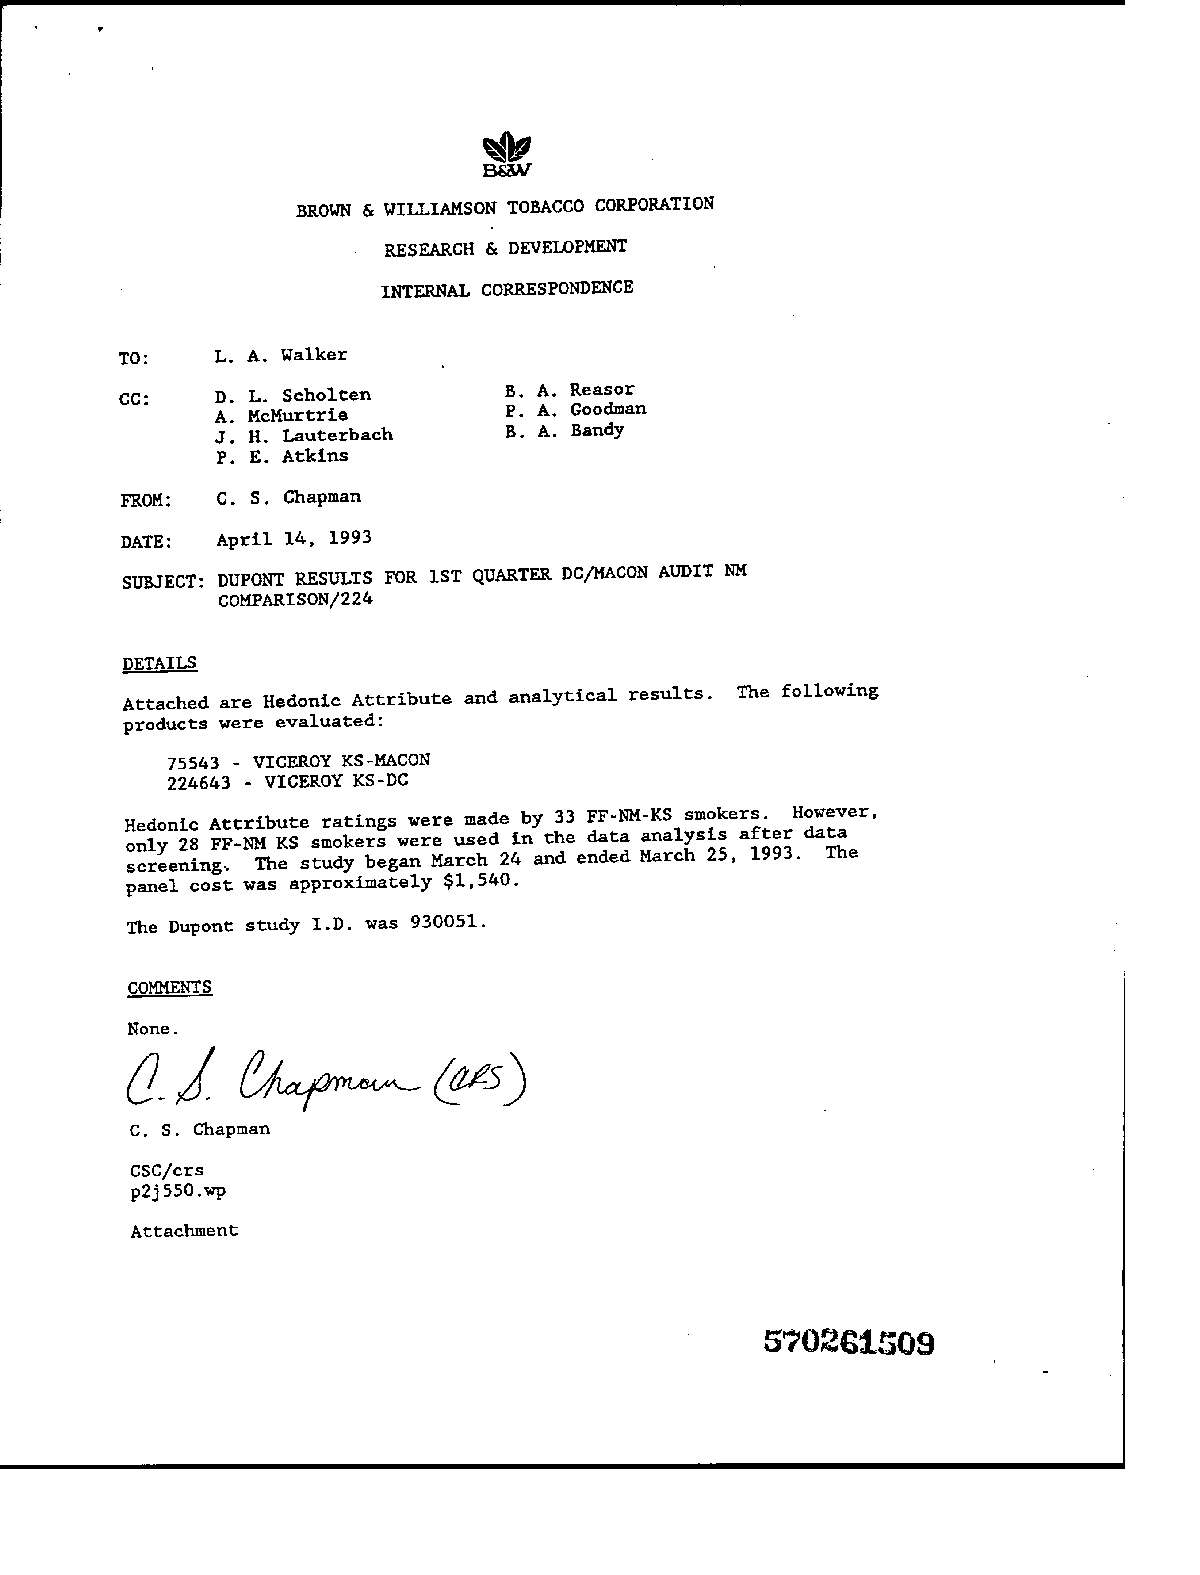 B&W
BROWN & WILLIAMSON TOBACCO CORPORATION
RESEARCH & DEVELOPMENT
INTERNAL CORRESPONDENCE
TO: L. A. Walker
CC: D. L. Scholten B. A. Reasor
A. McMurtrie P. A. Goodman
J. H. Lauterbach B. A. Bandy
P. E. Atkins
FROM: C. S. Chapman
DATE: April 14, 1993
SUBJECT: DUPONT RESULTS FOR 1ST QUARTER DC/MACON AUDIT NM
COMPARISON/224
DETAILS
Attached are Hedonic Attribute and analytical results. The following
products were evaluated:
75543 - VICEROY KS-MACON
224643 - VICEROY KS-DC
Hedonic Attribute ratings were made by 33 FF-NM-KS smokers. However,
only 28 FF-NM KS smokers were used in the data analysis after data
screening. The study began March 24 and ended March 25, 1993. The
panel cost was approximately $1,540.
The Dupont study I.D. was 930051.
COMMENTS
None.
C. S. Chapman (CRS)
C. S. Chapman
CSC/crs
p2j550.wp
Attachment
570261509